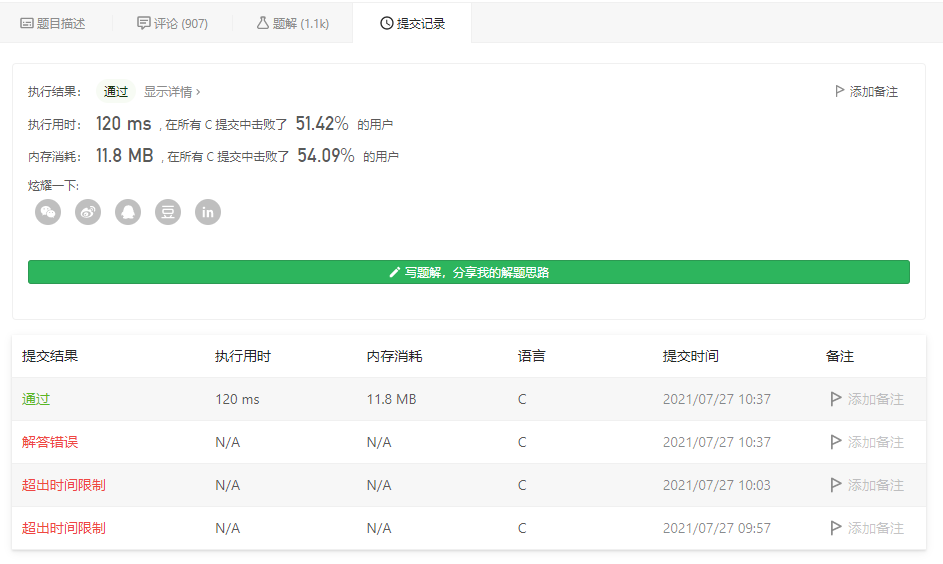 题目描述 评论 (907) 题解 (1.1k) 提交记录
执行结果： 通过 显示详情 › 添加备注
执行用时： 120 ms , 在所有 C 提交中击败了 51.42% 的用户
内存消耗： 11.8 MB , 在所有 C 提交中击败了 54.09% 的用户
炫耀一下:
豆 in
写题解，分享我的解题思路
提交结果 执行用时 内存消耗 语言 提交时间 备注
通过 120 ms 11.8 MB C 2021/07/27 10:37 添加备注
解答错误 N/A N/A C 2021/07/27 10:37 添加备注
超出时间限制 N/A N/A C 2021/07/27 10:03 添加备注
超出时间限制 N/A N/A C 2021/07/27 09:57 添加备注